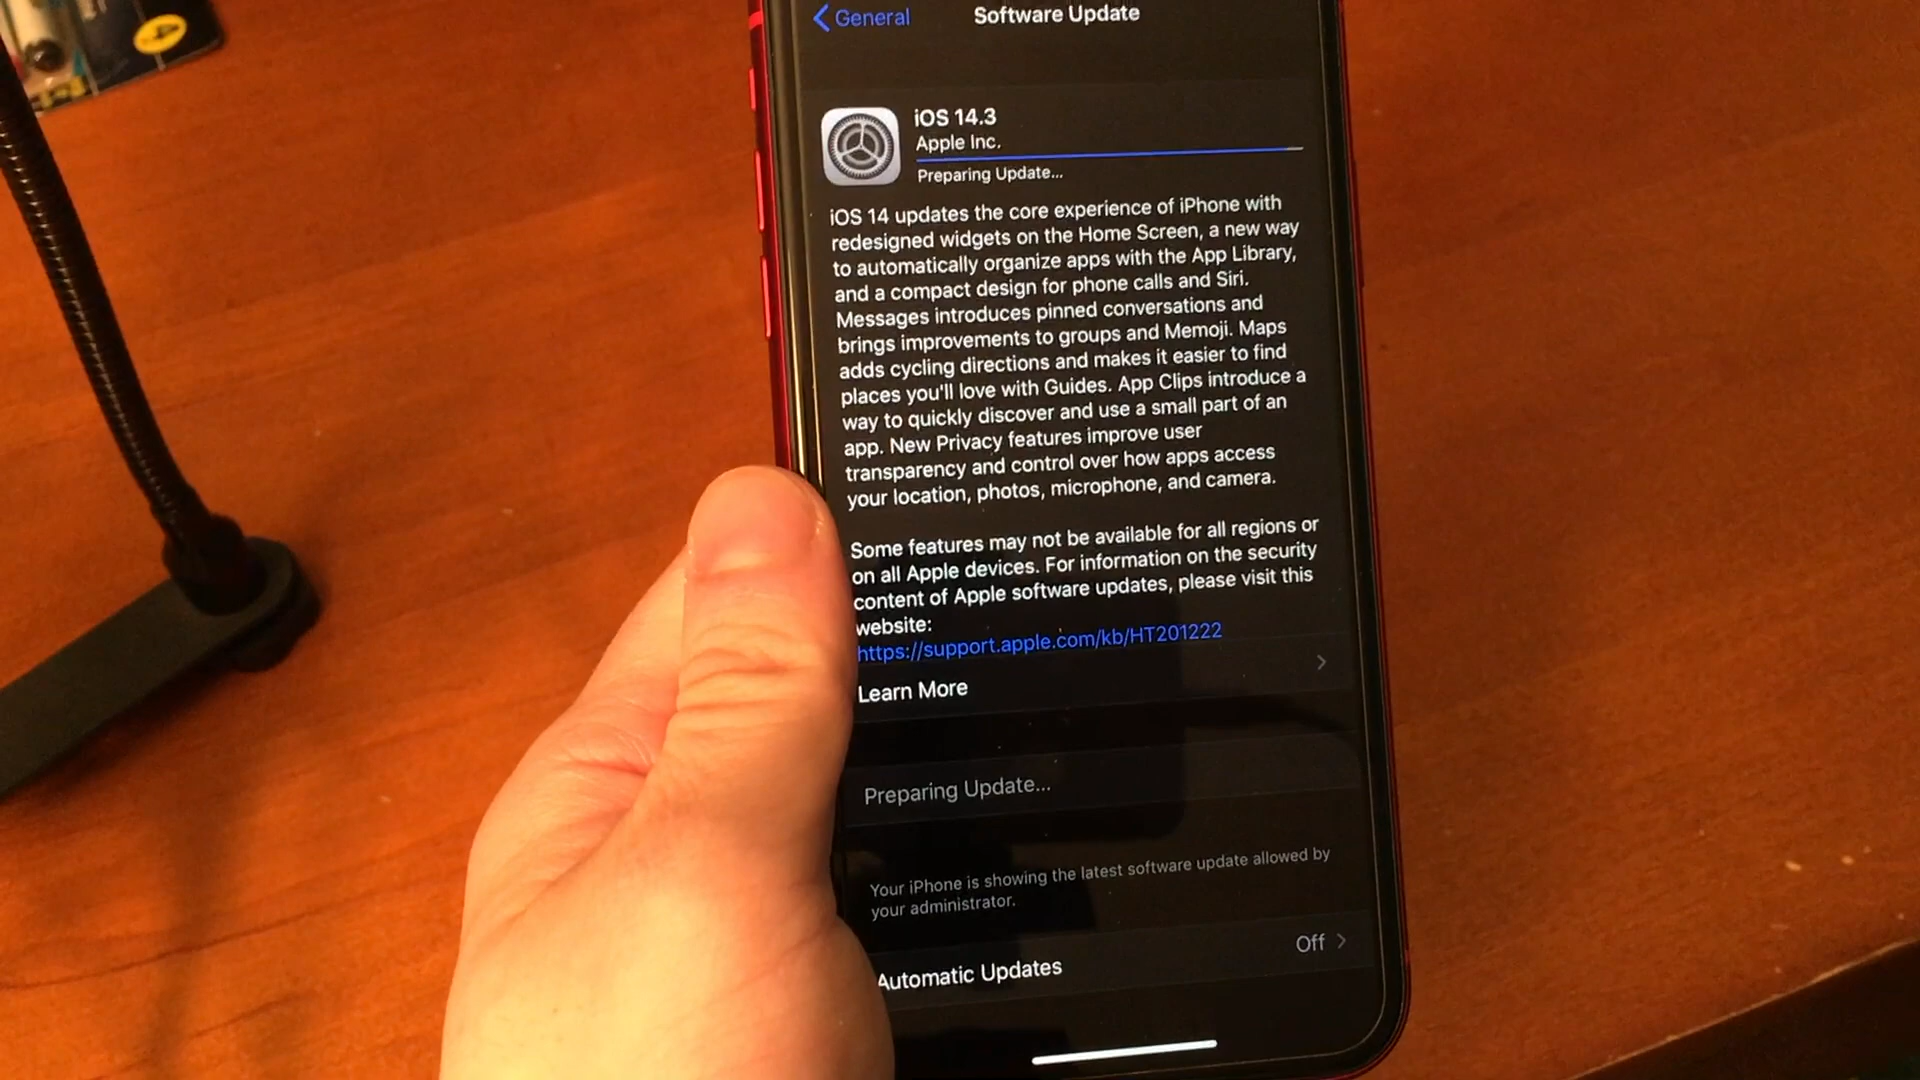 General
Software Update
iOS 14.3
Apple Inc.
Preparing Update...
iOS 14 updates the core experience of iPhone with
redesigned widgets on the Home Screen, a new way
to automatically organize apps with the App Library,
and a compact design for phone calls and Siri.
Messages introduces pinned conversations and
brings improvements to groups and Memoji. Maps
adds cycling directions and makes it easier to find
places you'll love with Guides. App Clips introduce a
way to quickly discover and use a small part of an
app. New Privacy features improve user
transparency and control over how apps access
your location, photos, microphone, and camera.
Some features may not be available for all regions or
on all Apple devices. For information on the security
content of Apple software updates, please visit this
website:
https://support.apple.com/kb/HT201222
Learn More
Preparing Update...
Your iPhone is showing the latest software update allowed by
your administrator.
Automatic Updates
Off